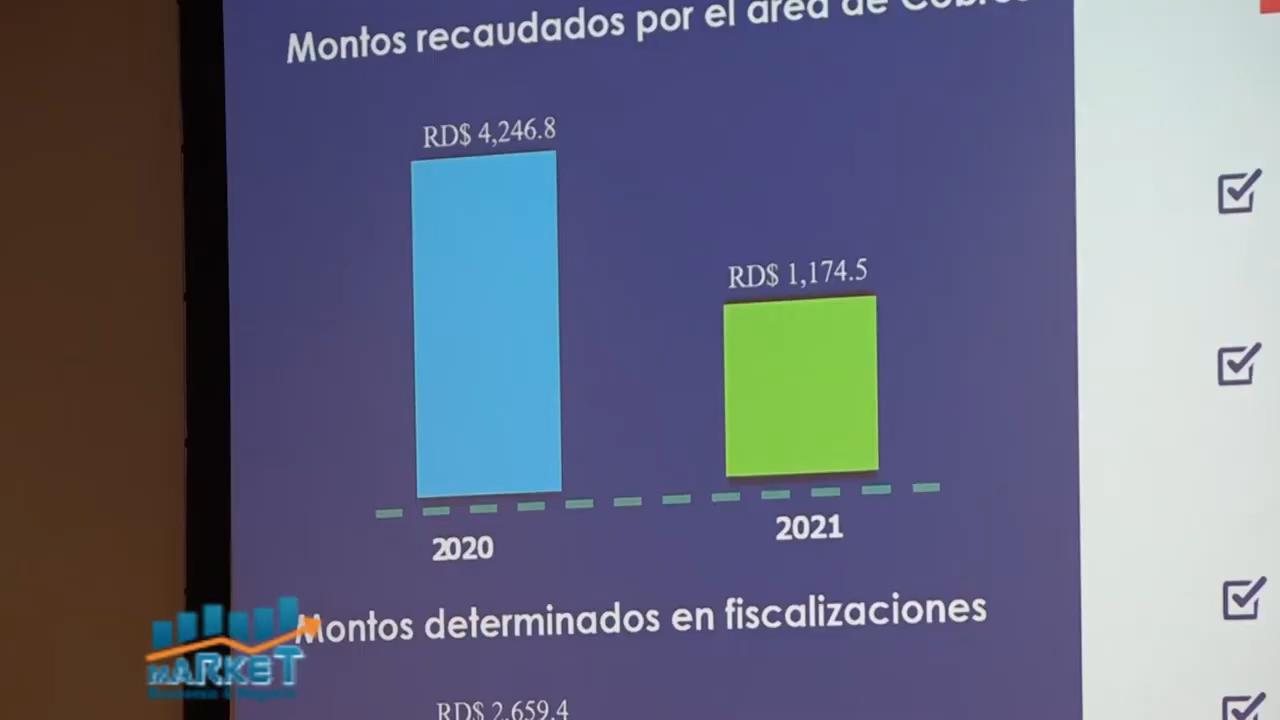 Montos recaudados por el área de Cobros
RD$ 4,246.8
RD$ 1,174.5
2020
2021
Montos determinados en fiscalizaciones
MARKET
RD$ 2,659.4